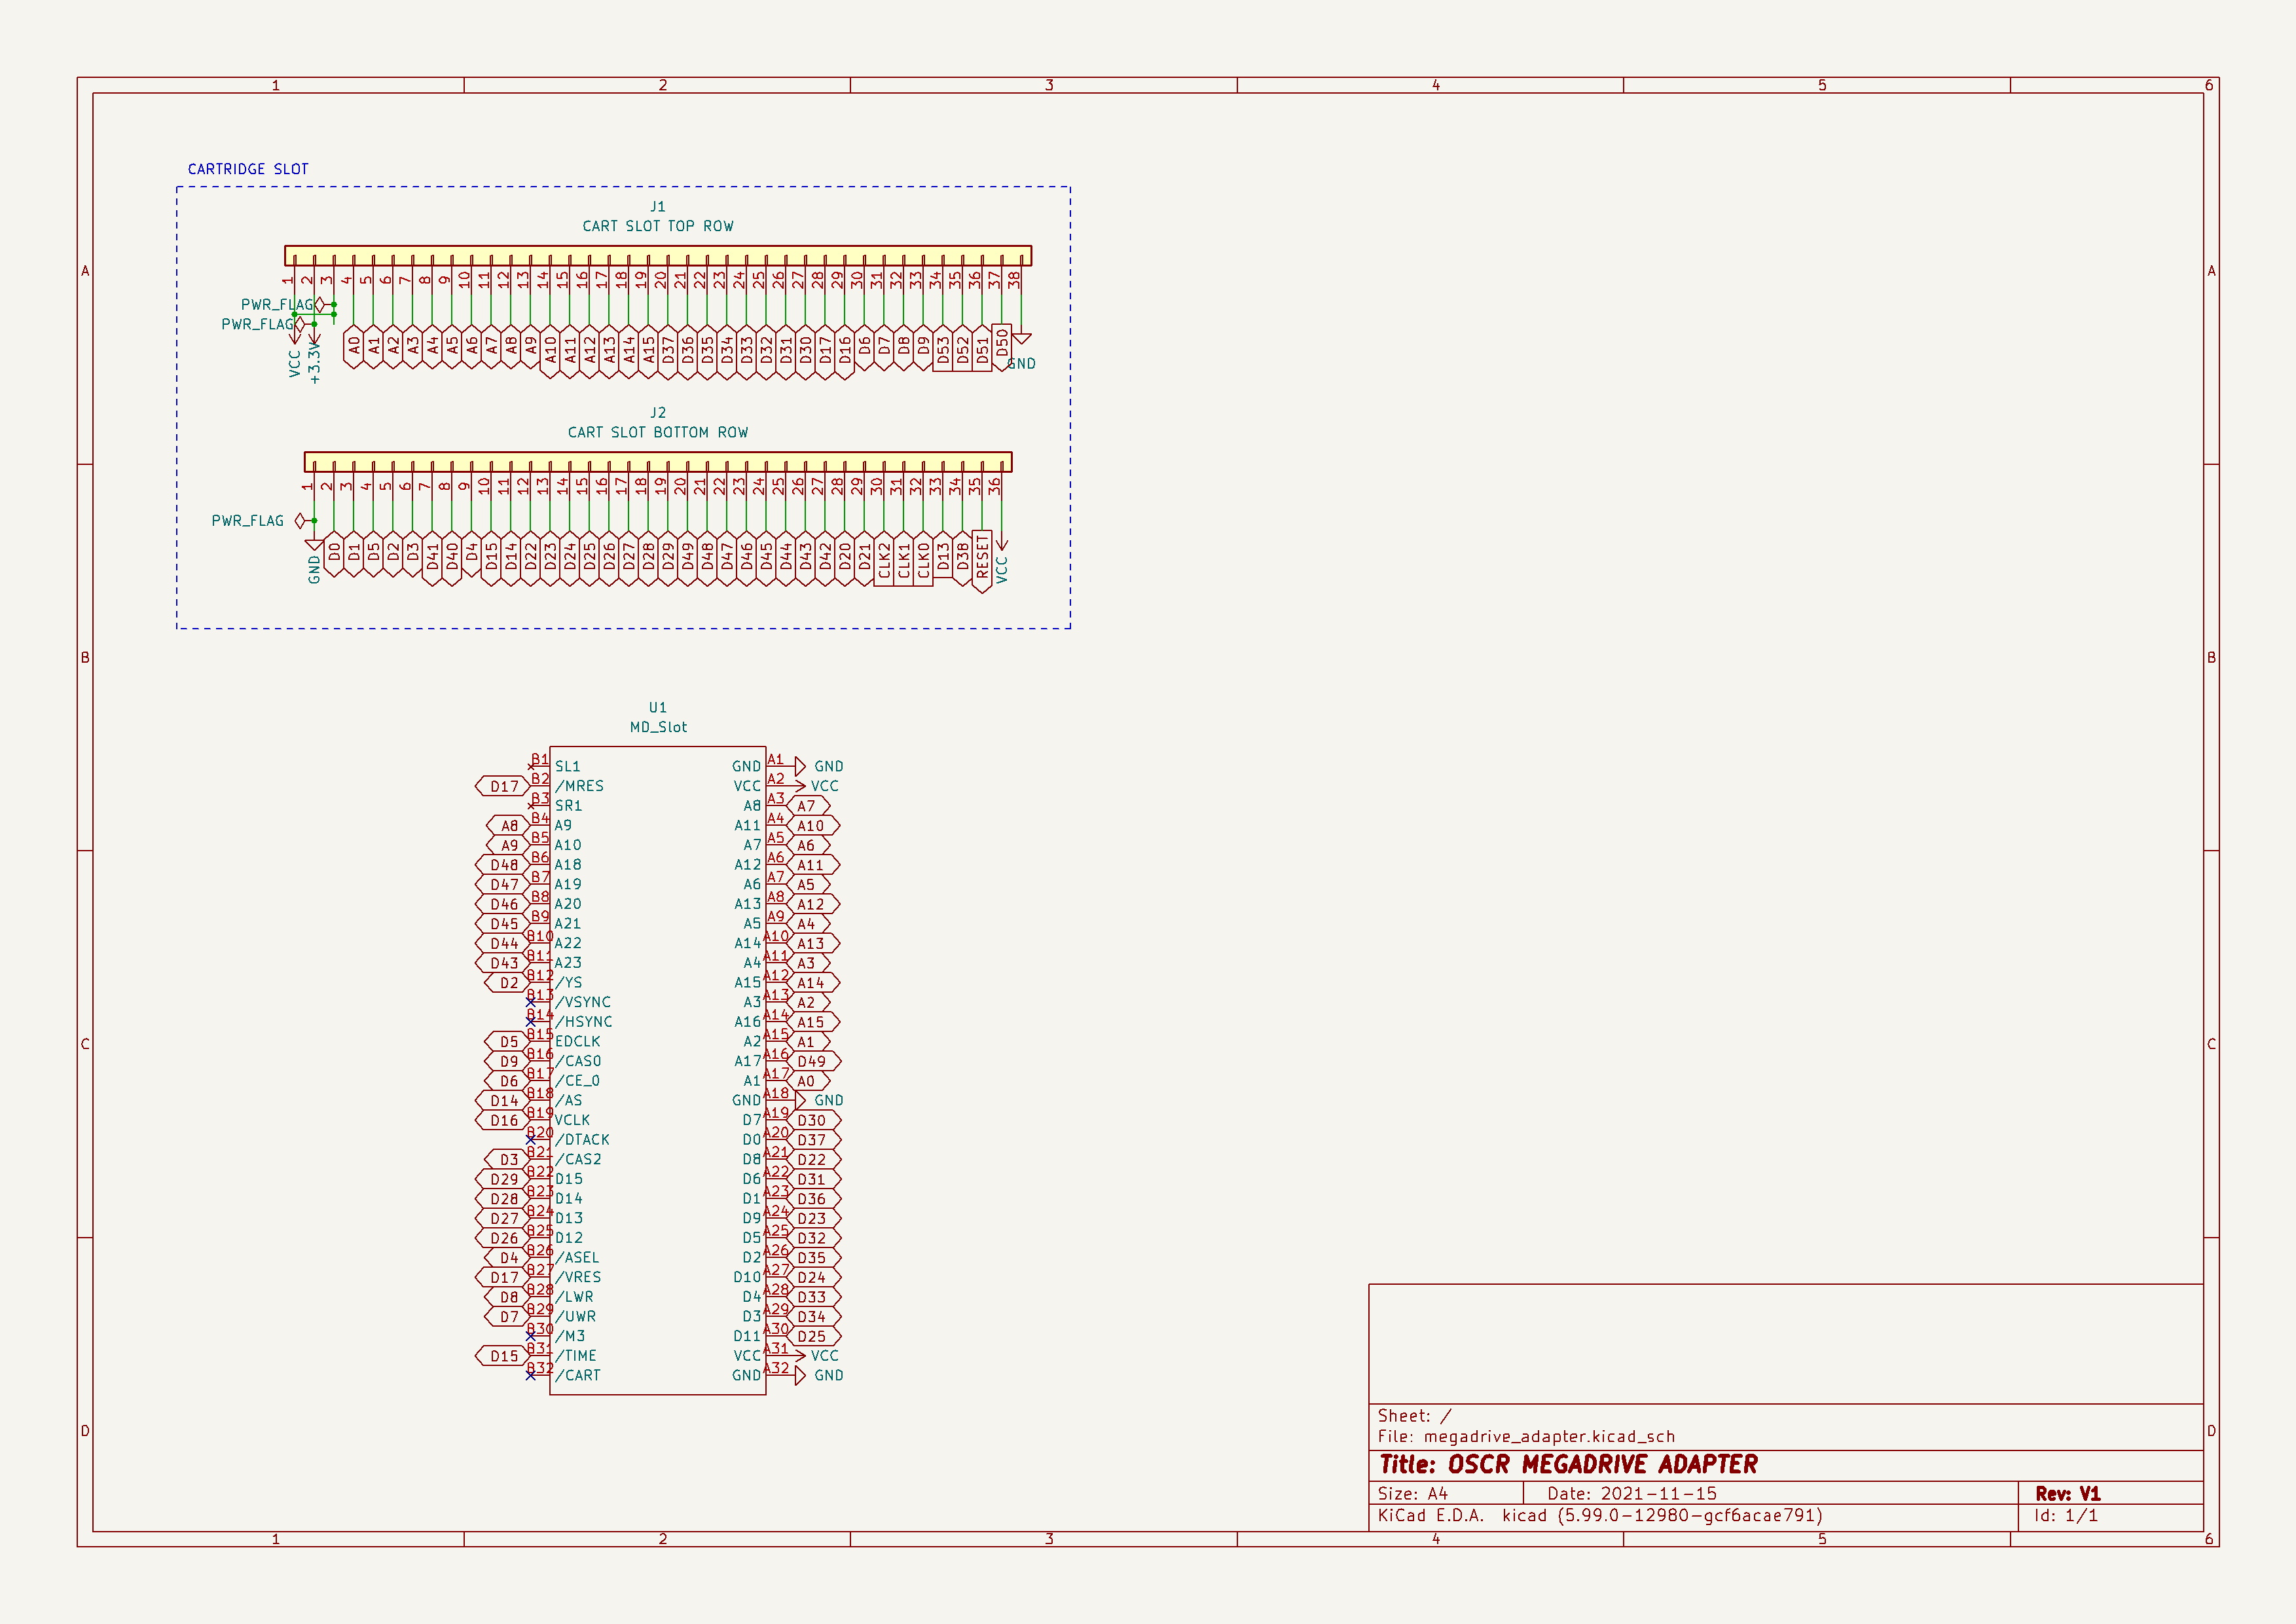 1 2 3 4 5 6
CARTRIDGE SLOT
J1
CART SLOT TOP ROW
A A
1 2 3 4 5 6 7 8 9 10 11 12 13 14 15 16 17 18 19 20 21 22 23 24 25 26 27 28 29 30 31 32 33 34 35 36 37 38
PWR_FLAG
PWR_FLAG
VCC +3.3V A0 A1 A2 A3 A4 A5 A6 A7 A8 A9 A10 A11 A12 A13 A14 A15 D37 D36 D35 D34 D33 D32 D31 D30 D17 D16 D6 D7 D8 D9 D53 D52 D51 D50 GND
J2
CART SLOT BOTTOM ROW
1 2 3 4 5 6 7 8 9 10 11 12 13 14 15 16 17 18 19 20 21 22 23 24 25 26 27 28 29 30 31 32 33 34 35 36
PWR_FLAG
GND D0 D1 D5 D2 D3 D41 D40 D4 D15 D14 D22 D23 D24 D25 D26 D27 D28 D29 D49 D48 D47 D46 D45 D44 D43 D42 D20 D21 CLK2 CLK1 CLK0 D13 D38 RESET VCC
B B
U1
MD_Slot
B1 SL1 GND A1 GND
D17 B2 /MRES VCC A2 VCC
B3 SR1 A8 A3 A7
A8 B4 A9 A11 A4 A10
A9 B5 A10 A7 A5 A6
D48 B6 A18 A12 A6 A11
D47 B7 A19 A6 A7 A5
D46 B8 A20 A13 A8 A12
D45 B9 A21 A5 A9 A4
D44 B10 A22 A14 A10 A13
D43 B11 A23 A4 A11 A3
D2 B12 /YS A15 A12 A14
B13 /VSYNC A3 A13 A2
B14 /HSYNC A16 A14 A15
D5 B15 EDCLK A2 A15 A1
C C
D9 B16 /CAS0 A17 A16 D49
D6 B17 /CE_0 A1 A17 A0
D14 B18 /AS GND A18 GND
D16 B19 VCLK D7 A19 D30
B20 /DTACK D0 A20 D37
D3 B21 /CAS2 D8 A21 D22
D29 B22 D15 D6 A22 D31
D28 B23 D14 D1 A23 D36
D27 B24 D13 D9 A24 D23
D26 B25 D12 D5 A25 D32
D4 B26 /ASEL D2 A26 D35
D17 B27 /VRES D10 A27 D24
D8 B28 /LWR D4 A28 D33
D7 B29 /UWR D3 A29 D34
B30 /M3 D11 A30 D25
D15 B31 /TIME VCC A31 VCC
B32 /CART GND A32 GND
D D
Sheet: /
File: megadrive_adapter.kicad_sch
Title: OSCR MEGADRIVE ADAPTER
Size: A4 Date: 2021-11-15 Rev: V1
KiCad E.D.A. kicad (5.99.0-12980-gcf6acae791) Id: 1/1
1 2 3 4 5 6